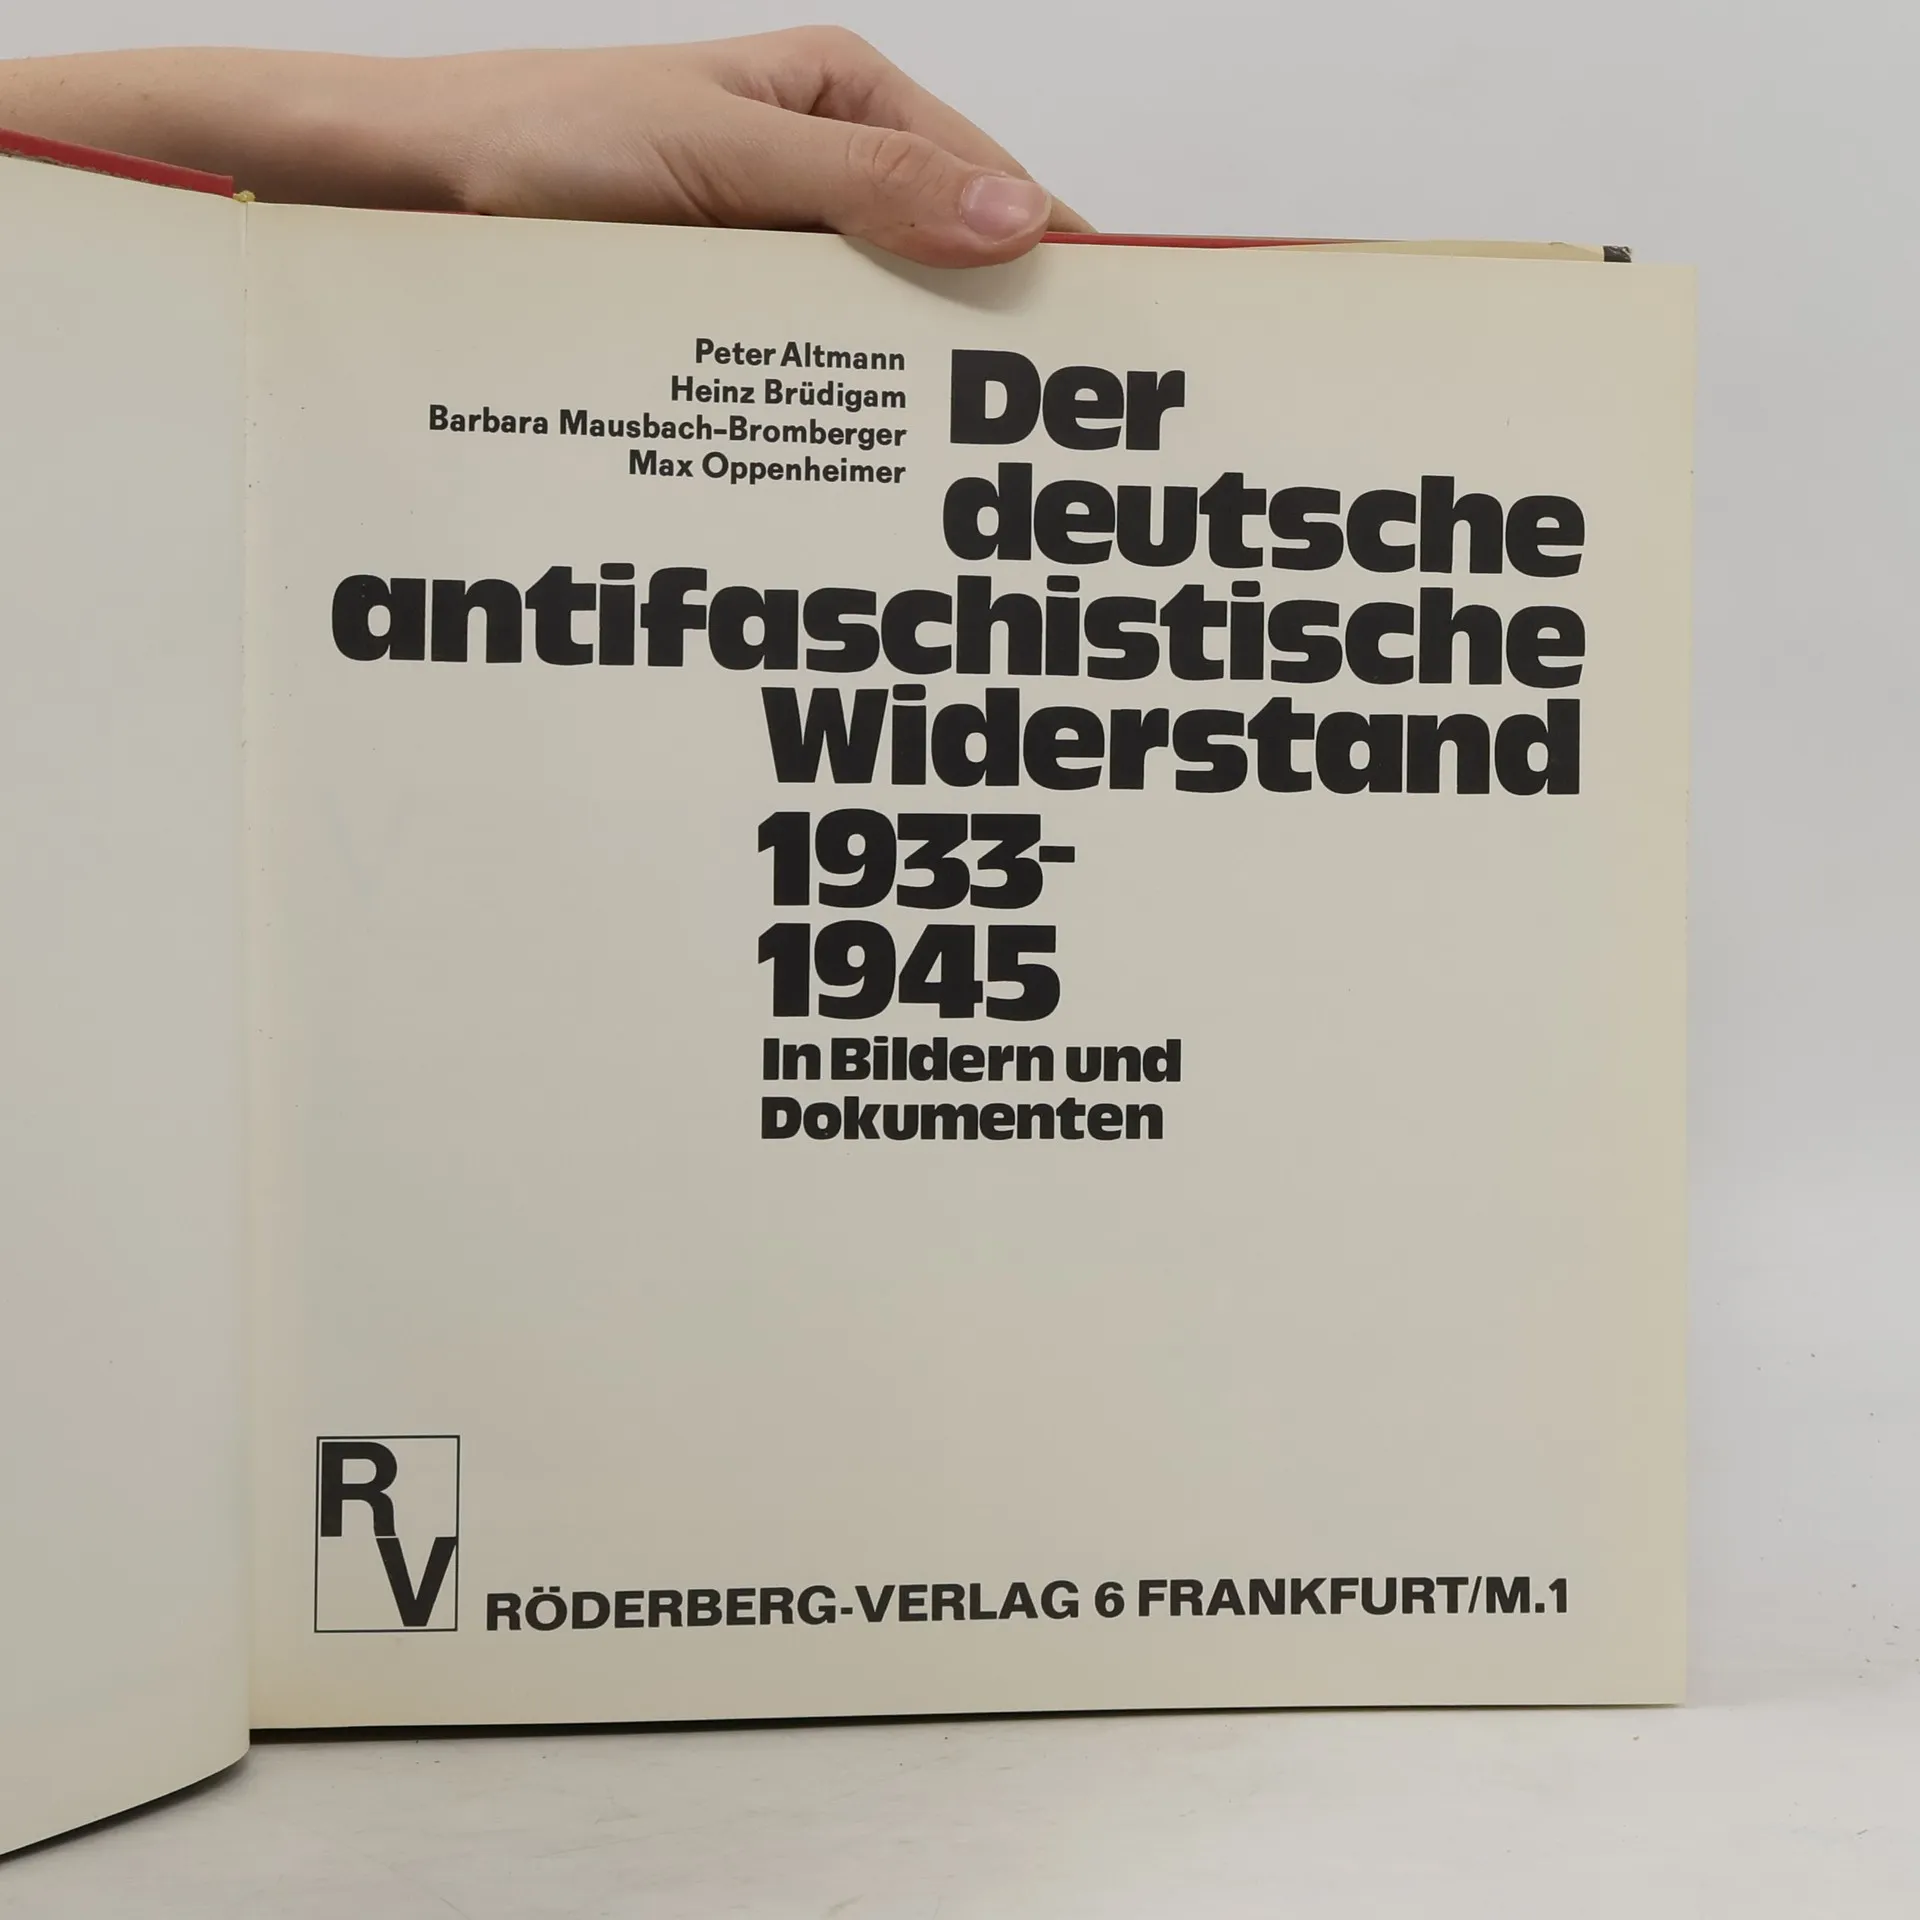 Peter Altmann
Heinz Brüdigam
Barbara Mausbach-Bromberger
Max Oppenheimer
Der
deutsche
antifaschistische
Widerstand
1933-
1945
In Bildern und
Dokumenten
R
V
RÖDERBERG-VERLAG 6 FRANKFURT/M.1